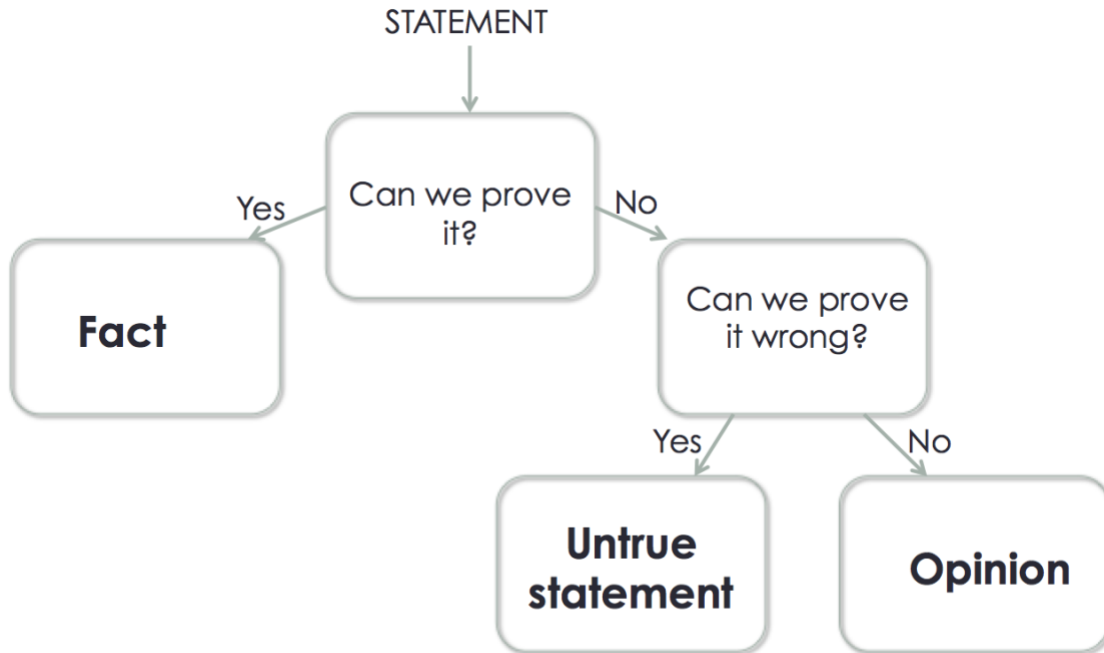 STATEMENT
Can we prove
it?
Yes
No
Fact
Can we prove
it wrong?
Yes
No
Untrue
statement
Opinion